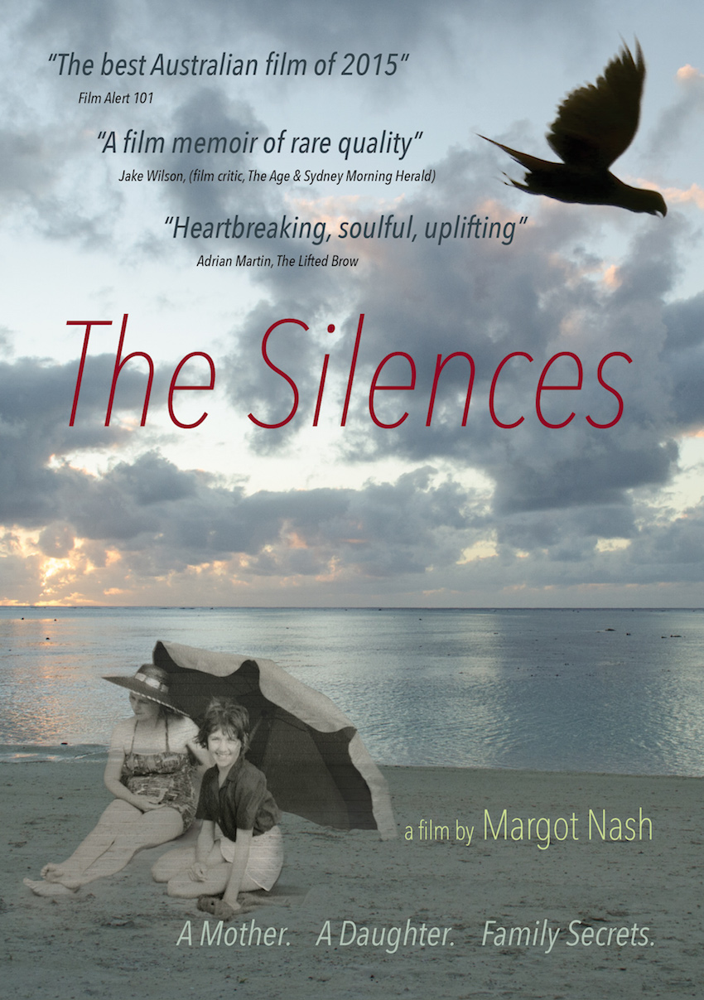 “The best Australian film of 2015”
Film Alert 101
“A film memoir of rare quality”
Jake Wilson, (film critic, The Age & Sydney Morning Herald)
“Heartbreaking, soulful, uplifting”
Adrian Martin, The Lifted Brow
The Silences
a film by Margot Nash
A Mother. A Daughter. Family Secrets.